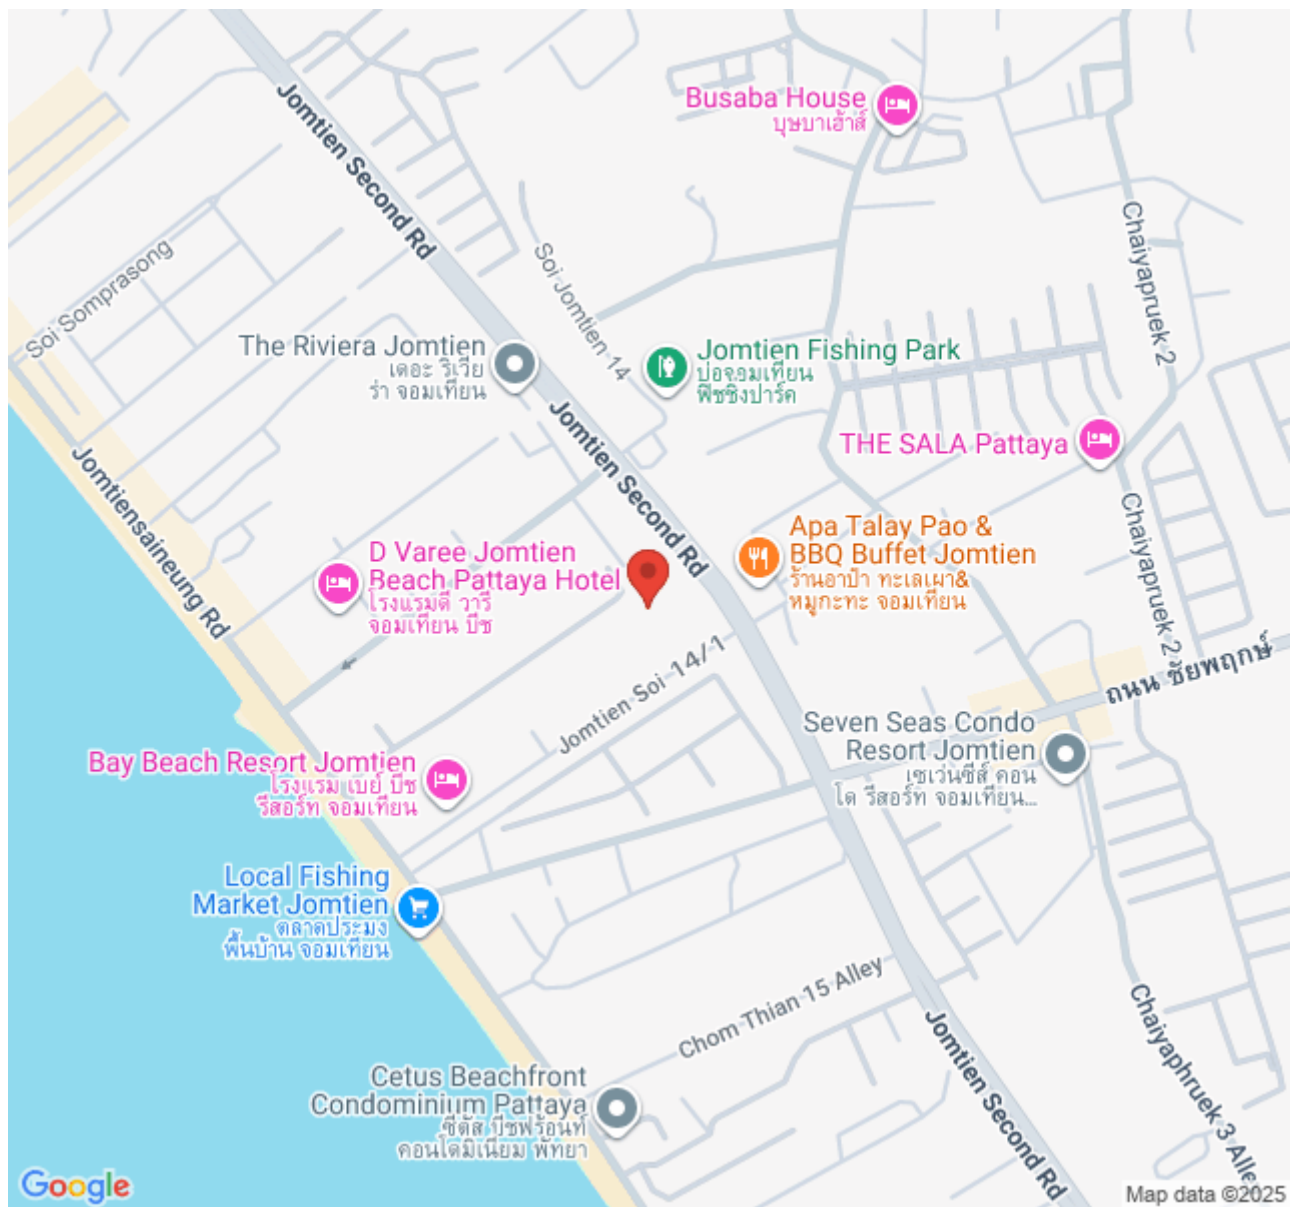 Jomtien Second Rd
Busaba House
บุษบาเฮ้าส์
Chaiyapruek 2
Soi Somprasong
Soi Jomtien 14
The Riviera Jomtien
เดอะ ริเวีย
ร่า จอมเทียน
Jomtien Fishing Park
บ่อจอมเทียน
ฟิชชิ่งปาร์ค
THE SALA Pattaya
Jomtien Second Rd
Jomtiensaineung Rd
Chaiyapruek 2
Apa Talay Pao &
BBQ Buffet Jomtien
ร้านอาป๋า ทะเลเผา&
หมูกะทะ จอมเทียน
D Varee Jomtien
Beach Pattaya Hotel
โรงแรมดี วารี
จอมเทียน บีช
Jomtien Soi 14/1
ถนน ชัยพฤกษ์
Seven Seas Condo
Resort Jomtien
เซเว่นซีส์ คอน
โด รีสอร์ท จอมเทียน...
Bay Beach Resort Jomtien
โรงแรม เบย์ บีช
รีสอร์ท จอมเทียน
Local Fishing
Market Jomtien
ตลาดประมง
พื้นบ้าน จอมเทียน
Chom Thian 15 Alley
Jomtien Second Rd
Chaiyaphruek 3 Alley
Cetus Beachfront
Condominium Pattaya
ซีตัส บีชฟร้อนท์
คอนโดมิเนียม พัทยา
Google
Map data ©2025